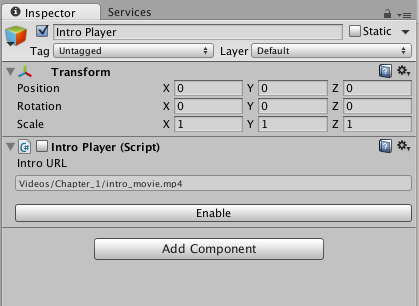 Inspector Services
Intro Player Static
Tag Untagged Layer Default
Transform
Position X 0 Y 0 Z 0
Rotation X 0 Y 0 Z 0
Scale X 1 Y 1 Z 1
Intro Player (Script)
Intro URL
Videos/Chapter_1/intro_movie.mp4
Enable
Add Component